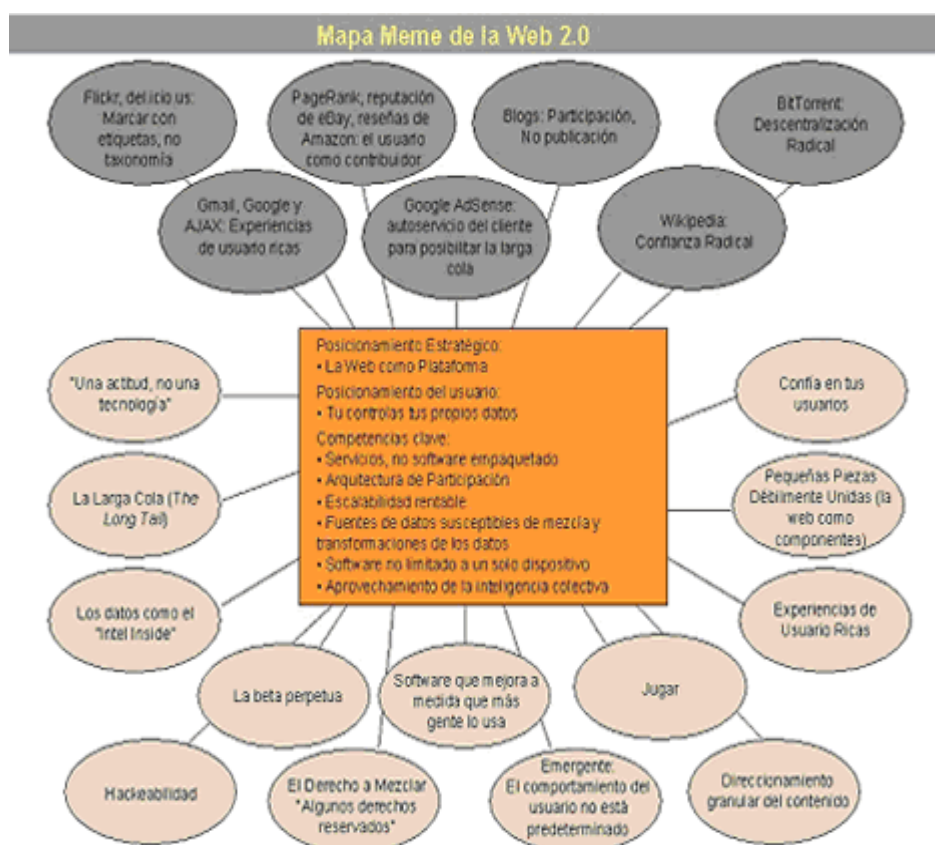 Mapa Meme de la Web 2.0
Flickr, del.icio us:
Marcar con
etiquetas, no
taxonomía
PageRank, reputación
de eBay, reseñas de
Amazon: el usuario
como contribuidor
Blogs: Participación,
No publicación
BitTorrent:
Descentralización
Radical
Gmail, Google y
AJAX: Experiencias
de usuario ricas
Google AdSense:
autoservicio del cliente
para posibilitar la larga
cola
Wikipedia:
Confianza Radical
Posicionamiento Estratégico:
• La Web como Plataforma
Posicionamiento del usuario:
• Tu controlas tus propios datos
Competencias clave:
• Servicios, no software empaquetado
• Arquitectura de Participación
• Escalabilidad rentable
• Fuentes de datos susceptibles de mezcla y
transformaciones de los datos
• Software no limitado a un solo dispositivo
• Aprovechamiento de la inteligencia colectiva
"Una actitud, no una
tecnología"
Confía en tus
usuarios
La Larga Cola (The
Long Tail)
Pequeñas Piezas
Débilmente Unidas (la
web como
componentes)
Los datos como el
"Intel Inside"
Experiencias de
Usuario Ricas
La beta perpetua
Software que mejora a
medida que más
gente lo usa
Jugar
Hackeabilidad
El Derecho a Mezclar
"Algunos derechos
reservados"
Emergente:
El comportamiento del
usuario no está
predeterminado
Direccionamiento
granular del contenido